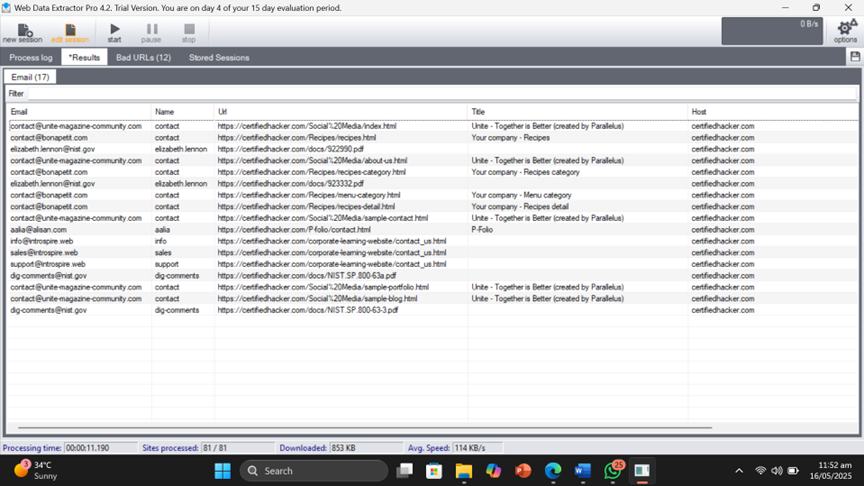 Web Data Extractor Pro 4.2. Trial Version. You are on day 4 of your 15 day evaluation period.
new session edit session start pause stop 0 B/s options
Process log *Results Bad URLs (12) Stored Sessions
Email (17)
Filter
Email Name Url Title Host
contact@unite-magazine-community.com contact https://certifiedhacker.com/Social%20Media/index.html Unite - Together is Better (created by Parallelus) certifiedhacker.com
contact@bonapetit.com contact https://certifiedhacker.com/Recipes/recipes.html Your company - Recipes certifiedhacker.com
elizabeth.lennon@nist.gov elizabeth.lennon https://certifiedhacker.com/docs/922990.pdf certifiedhacker.com
contact@unite-magazine-community.com contact https://certifiedhacker.com/Social%20Media/about-us.html Unite - Together is Better (created by Parallelus) certifiedhacker.com
contact@bonapetit.com contact https://certifiedhacker.com/Recipes/recipes-category.html Your company - Recipes category certifiedhacker.com
elizabeth.lennon@nist.gov elizabeth.lennon https://certifiedhacker.com/docs/923332.pdf certifiedhacker.com
contact@bonapetit.com contact https://certifiedhacker.com/Recipes/menu-category.html Your company - Menu category certifiedhacker.com
contact@bonapetit.com contact https://certifiedhacker.com/Recipes/recipes-detail.html Your company - Recipes detail certifiedhacker.com
contact@unite-magazine-community.com contact https://certifiedhacker.com/Social%20Media/sample-contact.html Unite - Together is Better (created by Parallelus) certifiedhacker.com
aalia@alisan.com aalia https://certifiedhacker.com/P-folio/contact.html P-Folio certifiedhacker.com
info@introspire.web info https://certifiedhacker.com/corporate-learning-website/contact_us.html certifiedhacker.com
sales@introspire.web sales https://certifiedhacker.com/corporate-learning-website/contact_us.html certifiedhacker.com
support@introspire.web support https://certifiedhacker.com/corporate-learning-website/contact_us.html certifiedhacker.com
dig-comments@nist.gov dig-comments https://certifiedhacker.com/docs/NIST.SP.800-63a.pdf certifiedhacker.com
contact@unite-magazine-community.com contact https://certifiedhacker.com/Social%20Media/sample-portfolio.html Unite - Together is Better (created by Parallelus) certifiedhacker.com
contact@unite-magazine-community.com contact https://certifiedhacker.com/Social%20Media/sample-blog.html Unite - Together is Better (created by Parallelus) certifiedhacker.com
dig-comments@nist.gov dig-comments https://certifiedhacker.com/docs/NIST.SP.800-63-3.pdf certifiedhacker.com
Processing time: 00:00:11.190 Sites processed: 81 / 81 Downloaded: 853 KB Avg. Speed: 114 KB/s
3 34°C Search 25 11:52 am
Sunny 16/05/2025